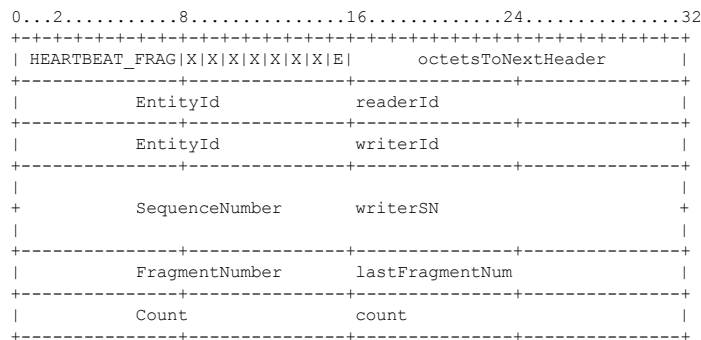 0...2...........8...............16.............24...............32
+-+-+-+-+-+-+-+-+-+-+-+-+-+-+-+-+-+-+-+-+-+-+-+-+-+-+-+-+-+-+-+-+
| HEARTBEAT_FRAG|X|X|X|X|X|X|X|E| octetsToNextHeader |
+---------------+---------------+---------------+---------------+
| EntityId readerId |
+---------------+---------------+---------------+---------------+
| EntityId writerId |
+---------------+---------------+---------------+---------------+
| |
+ SequenceNumber writerSN +
| |
+---------------+---------------+---------------+---------------+
| FragmentNumber lastFragmentNum |
+---------------+---------------+---------------+---------------+
| Count count |
+---------------+---------------+---------------+---------------+